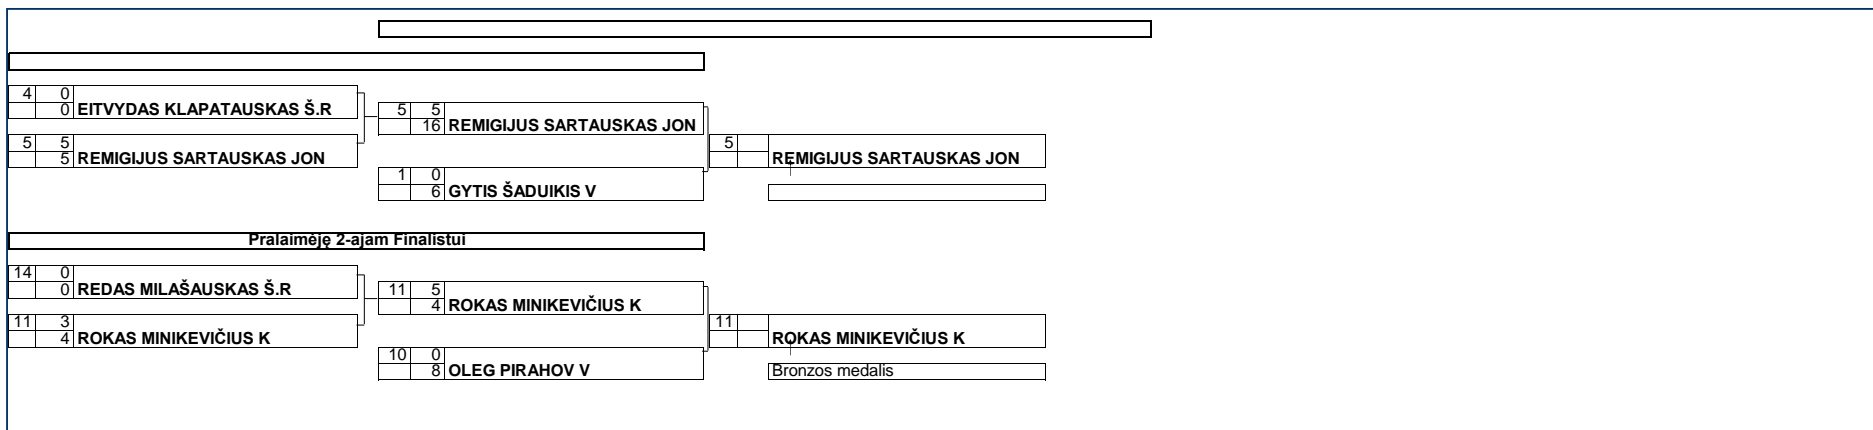 4 0
0 EITVYDAS KLAPATAUSKAS Š.R
5 5
16 REMIGIJUS SARTAUSKAS JON
5 5
5 REMIGIJUS SARTAUSKAS JON
5
REMIGIJUS SARTAUSKAS JON
1 0
6 GYTIS ŠADUIKIS V
Pralaimėję 2-ajam Finalistui
14 0
0 REDAS MILAŠAUSKAS Š.R
11 5
4 ROKAS MINIKEVIČIUS K
11 3
4 ROKAS MINIKEVIČIUS K
11
ROKAS MINIKEVIČIUS K
10 0
8 OLEG PIRAHOV V
Bronzos medalis